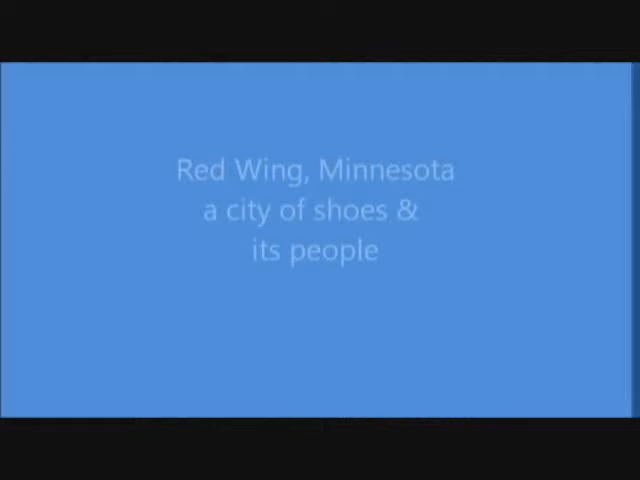 Red Wing, Minnesota
a city of shoes &
its people